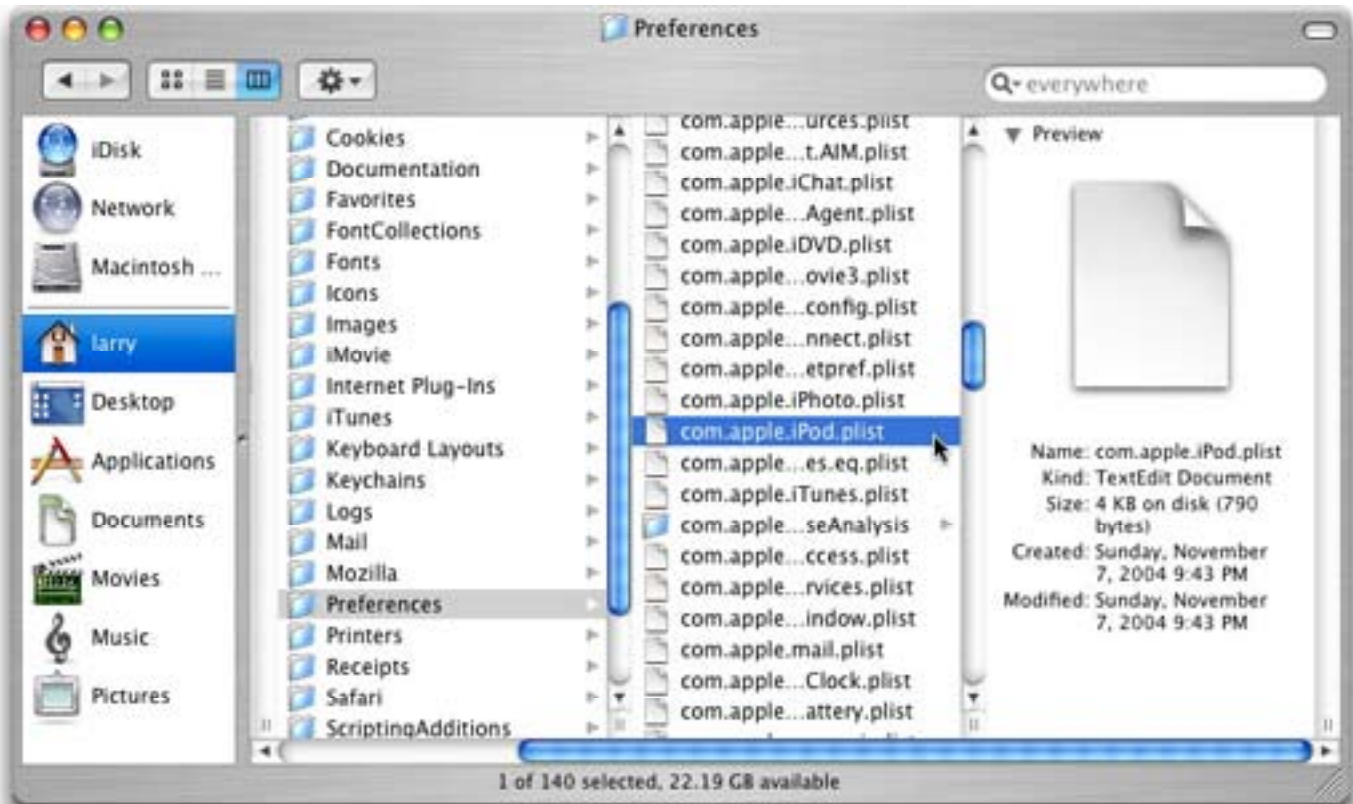 Preferences
everywhere
iDisk
Network
Macintosh ...
larry
Desktop
Applications
Documents
Movies
Music
Pictures
Cookies
Documentation
Favorites
FontCollections
Fonts
Icons
Images
iMovie
Internet Plug-Ins
iTunes
Keyboard Layouts
Keychains
Logs
Mail
Mozilla
Preferences
Printers
Receipts
Safari
ScriptingAdditions
com.apple...urces.plist
com.apple...t.AIM.plist
com.apple.iChat.plist
com.apple...Agent.plist
com.apple.iDVD.plist
com.apple...ovie3.plist
com.apple...config.plist
com.apple...nnect.plist
com.apple...etpref.plist
com.apple.iPhoto.plist
com.apple.iPod.plist
com.apple...es.eq.plist
com.apple.iTunes.plist
com.apple...seAnalysis
com.apple...ccess.plist
com.apple...rvices.plist
com.apple...indow.plist
com.apple.mail.plist
com.apple...Clock.plist
com.apple...attery.plist
Preview
Name: com.apple.iPod.plist
Kind: TextEdit Document
Size: 4 KB on disk (790
bytes)
Created: Sunday, November
7, 2004 9:43 PM
Modified: Sunday, November
7, 2004 9:43 PM
1 of 140 selected, 22.19 GB available